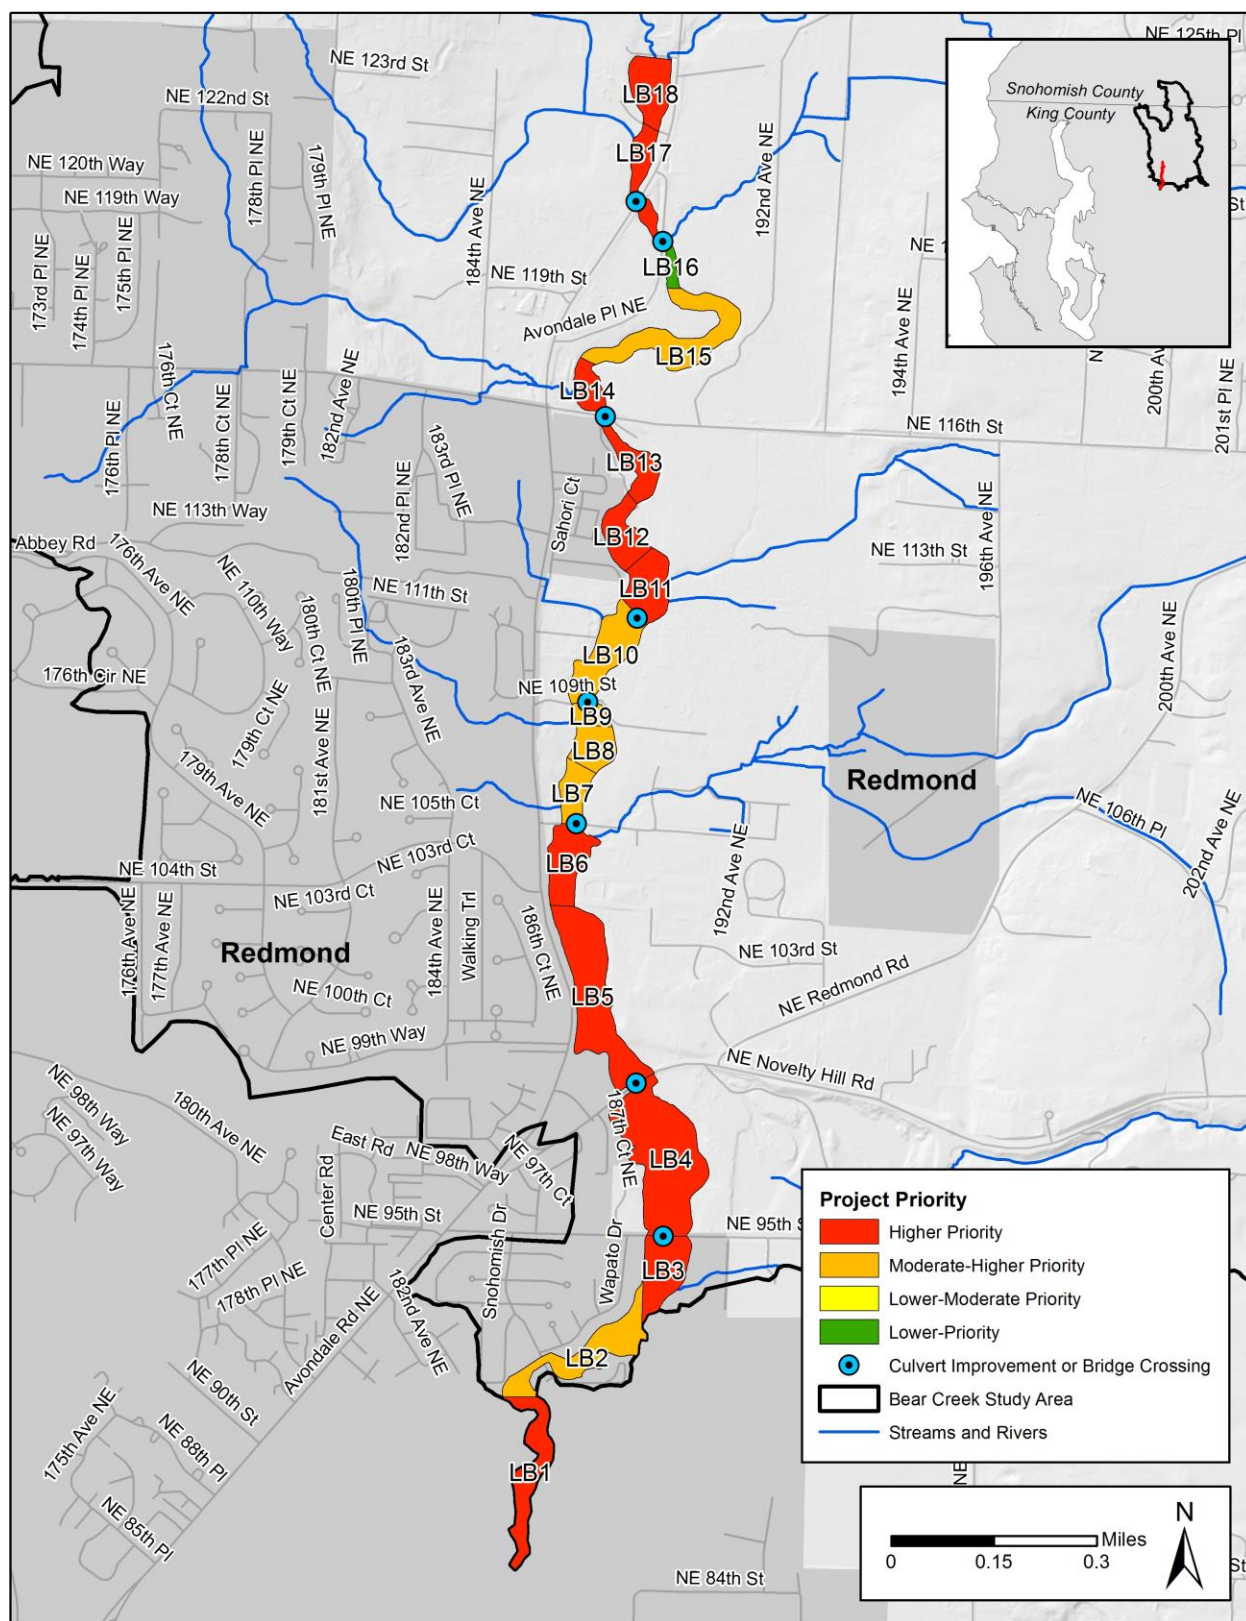 NE 125th Pl
NE 123rd St
LB18
Snohomish County
King County
NE 122nd St
LB17
179th Pl NE
178th Pl NE
NE 120th Way
192nd Ave NE
NE 119th Way
184th Ave NE
St
173rd Pl NE
174th Pl NE
175th Pl NE
LB16
NE 119th St
Avondale Pl NE
LB15
194th Ave NE
200th Av
201st Pl NE
176th Ct NE
182nd Ave NE
LB14
NE 116th St
176th Pl NE
178th Ct NE
179th Ct NE
183rd Pl NE
LB13
Sahori Ct
NE 113th Way
182nd Pl NE
LB12
NE 113th St
196th Ave NE
Abbey Rd
176th Ave NE
NE 110th Way
180th Ct NE
180th Pl NE
NE 111th St
LB11
LB10
200th Ave NE
176th Cir NE
179th Ct NE
183rd Ave NE
NE 109th St
LB9
LB8
181st Ave NE
179th Ave NE
Redmond
NE 105th Ct
LB7
NE 106th Pl
202nd Ave NE
NE 104th St
NE 103rd Ct
NE 103rd Ct
LB6
192nd Ave NE
176th Ave NE
177th Ave NE
Redmond
184th Ave NE
Walking Trl
186th Ct NE
NE 103rd St
NE Redmond Rd
NE 100th Ct
LB5
NE 99th Way
NE Novelty Hill Rd
NE 98th Way
NE 97th Way
180th Ave NE
East Rd
NE 98th Way
NE 97th Ct
187th Ct NE
LB4
Center Rd
NE 95th St
NE 95th S
177th Pl NE
178th Pl NE
Snohomish Dr
Wapato Dr
LB3
182nd Ave NE
Avondale Rd NE
LB2
NE 90th St
175th Ave NE
NE 88th Pl
LB1
NE 85th Pl
NE 84th St
Project Priority
Higher Priority
Moderate-Higher Priority
Lower-Moderate Priority
Lower-Priority
Culvert Improvement or Bridge Crossing
Bear Creek Study Area
Streams and Rivers
NE
N
Miles
0
0.15
0.3
St